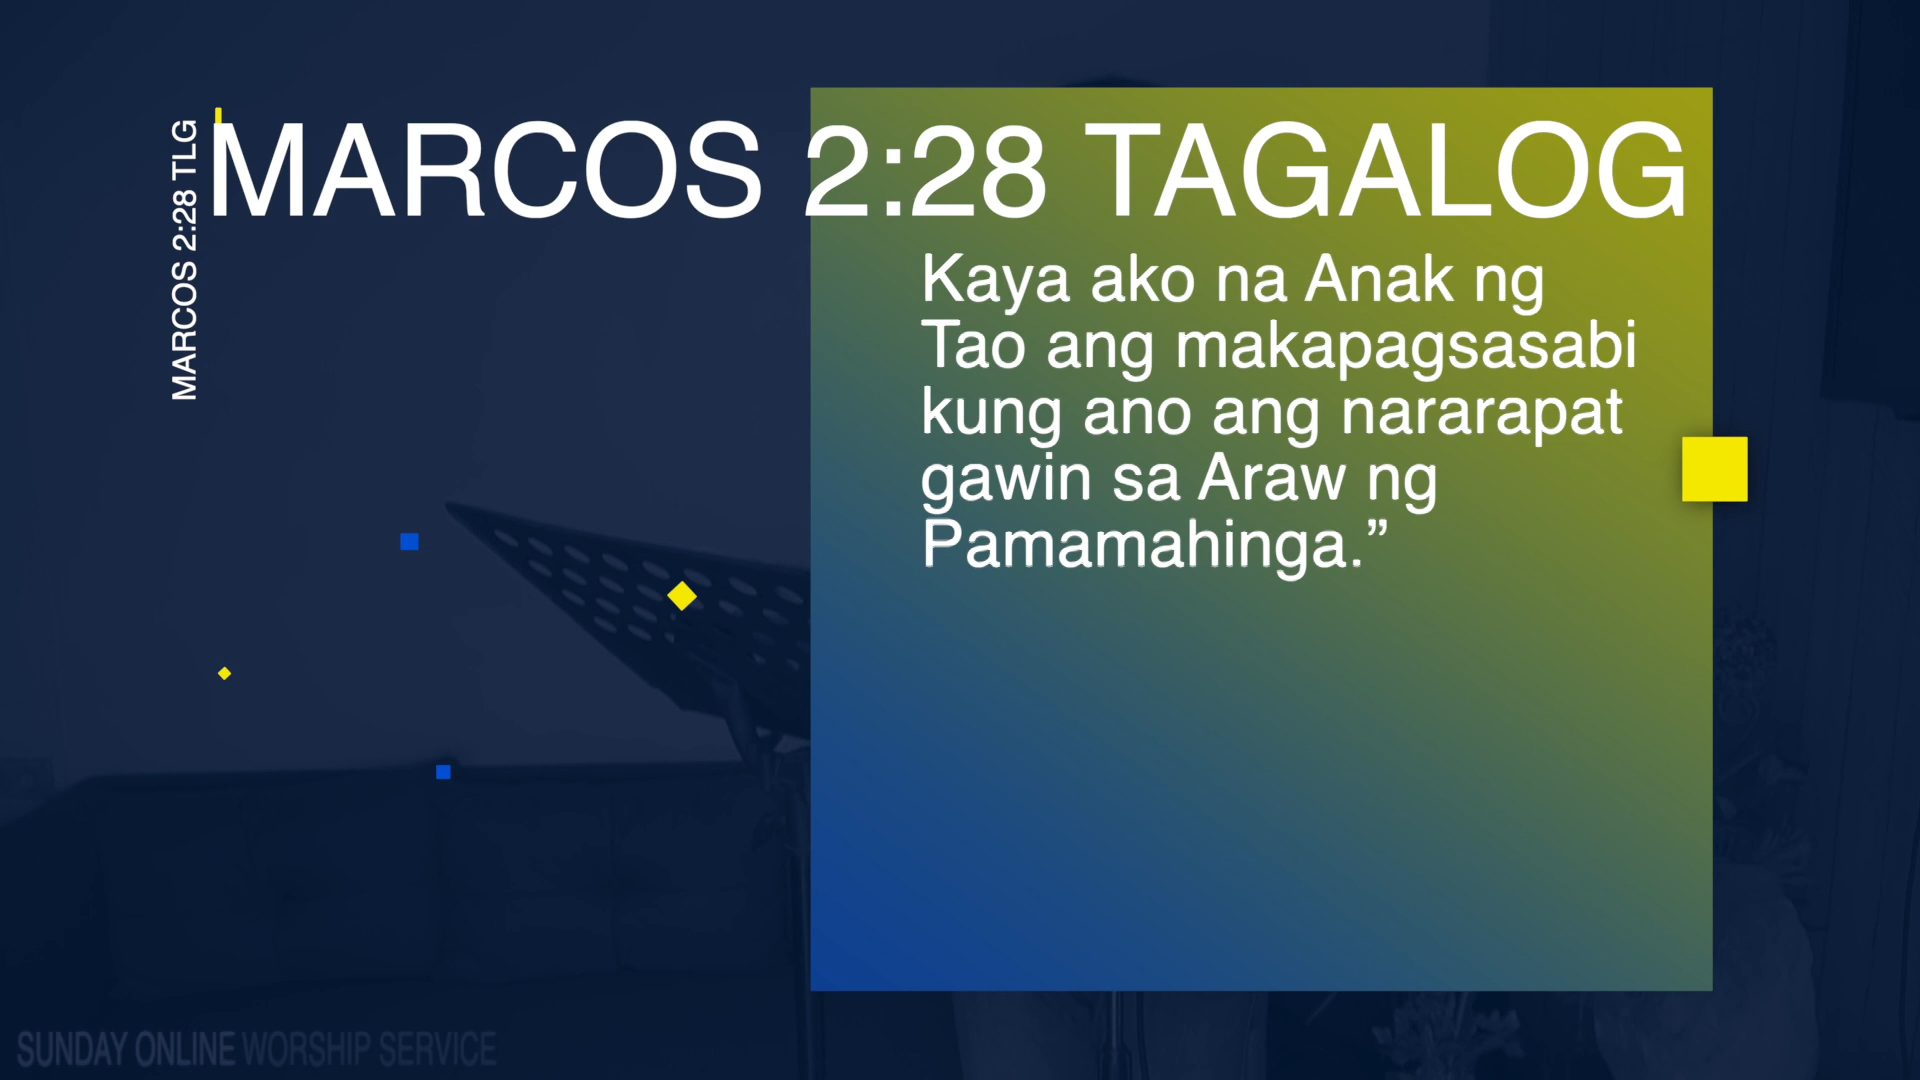 MARCOS 2:28 TLG
MARCOS 2:28 TAGALOG
Kaya ako na Anak ng
Tao ang makapagsasabi
kung ano ang nararapat
gawin sa Araw ng
Pamamahinga.”
SUNDAY ONLINE WORSHIP SERVICE